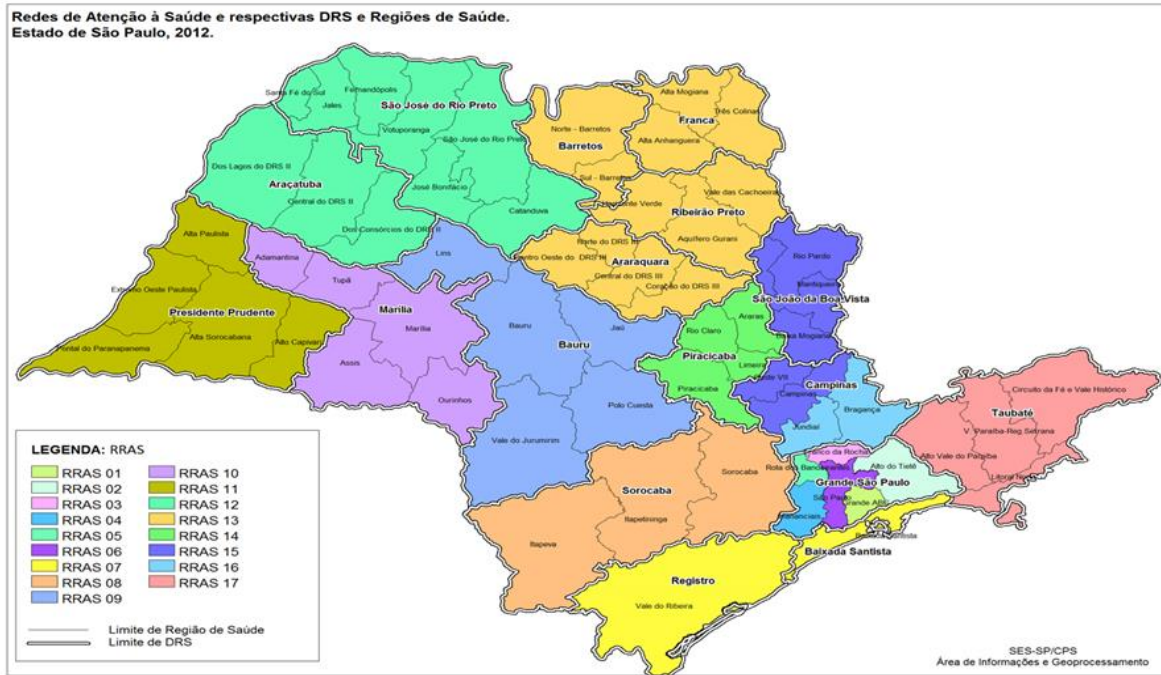 Redes de Atenção à Saúde e respectivas DRS e Regiões de Saúde.
Estado de São Paulo, 2012.
Santa Fé do Sul
Fernandópolis
Jales
São José do Rio Preto
Votuporanga
São José do Rio Preto
José Bonifácio
Catanduva
Dos Lagos do DRS II
Araçatuba
Central do DRS II
Dos Consórcios do DRS II
Norte - Barretos
Barretos
Sul - Barretos
Alta Mogiana
Três Colinas
Franca
Alta Anhanguera
Vale das Cachoeiras
Horizonte Verde
Ribeirão Preto
Aquífero Gurani
Norte do DRS III
Centro Oeste do DRS III
Araraquara
Central do DRS III
Coração do DRS III
Alta Paulista
Extremo Oeste Paulista
Presidente Prudente
Alta Sorocabana
Alto Capivari
Pontal do Paranapanema
Adamantina
Tupã
Marília
Marília
Assis
Ourinhos
Lins
Bauru
Jaú
Bauru
Polo Cuesta
Vale do Jurumirim
Rio Pardo
Mantiqueira
São João da Boa Vista
Baixa Mogiana
Araras
Rio Claro
Piracicaba
Limeira
Piracicaba
Campinas
Campinas
Bragança
Jundiaí
Circuito da Fé e Vale Histórico
Taubaté
V. Paraíba-Reg.Serrana
Alto Vale do Paraíba
Litoral Norte
Franco da Rocha
Rota dos Bandeirantes
Alto do Tietê
Grande São Paulo
São Paulo
Grande ABC
Mananciais
Baixada Santista
Baixada Santista
Sorocaba
Sorocaba
Itapetininga
Itapeva
Registro
Vale do Ribeira
LEGENDA: RRAS
RRAS 01
RRAS 02
RRAS 03
RRAS 04
RRAS 05
RRAS 06
RRAS 07
RRAS 08
RRAS 09
RRAS 10
RRAS 11
RRAS 12
RRAS 13
RRAS 14
RRAS 15
RRAS 16
RRAS 17
Limite de Região de Saúde
Limite de DRS
SES-SP/CPS
Área de Informações e Geoprocessamento